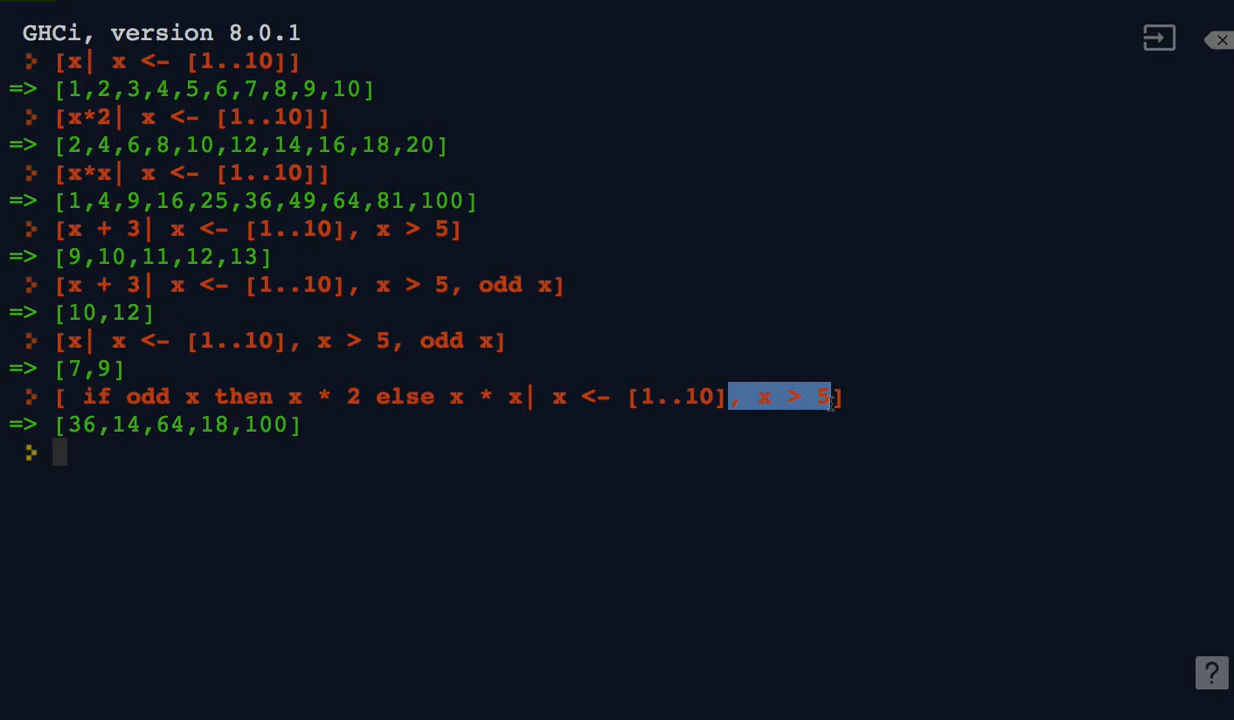 GHCi, version 8.0.1
[x| x <- [1..10]]
=> [1,2,3,4,5,6,7,8,9,10]
[x*2| x <- [1..10]]
=> [2,4,6,8,10,12,14,16,18,20]
[x*x| x <- [1..10]]
=> [1,4,9,16,25,36,49,64,81,100]
[x + 3| x <- [1..10], x > 5]
=> [9,10,11,12,13]
[x + 3| x <- [1..10], x > 5, odd x]
=> [10,12]
[x| x <- [1..10], x > 5, odd x]
=> [7,9]
[ if odd x then x * 2 else x * x| x <- [1..10], x > 5]
=> [36,14,64,18,100]
?